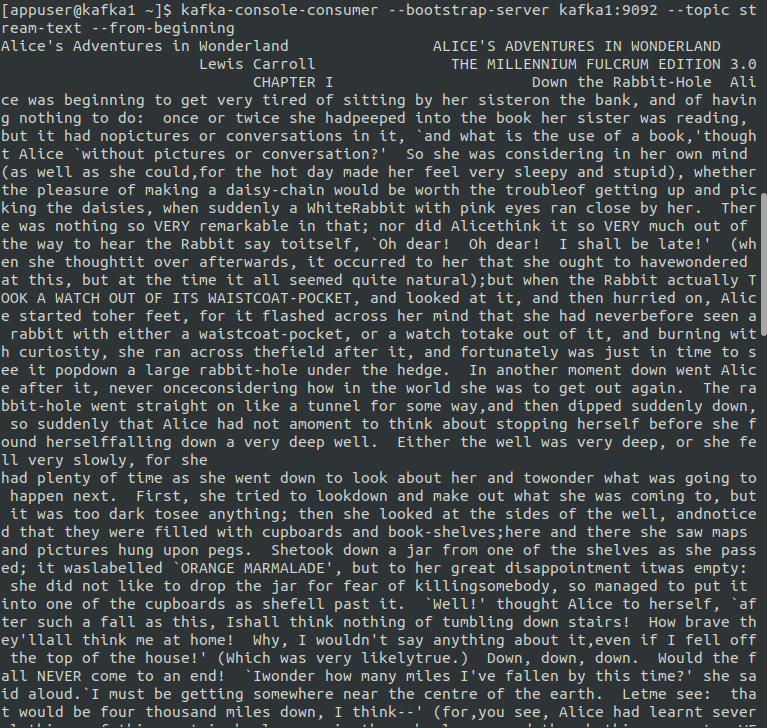 [appuser@kafka1 ~]$ kafka-console-consumer --bootstrap-server kafka1:9092 --topic st
ream-text --from-beginning
Alice's Adventures in Wonderland                ALICE'S ADVENTURES IN WONDERLAND
                      Lewis Carroll               THE MILLENNIUM FULCRUM EDITION 3.0
                            CHAPTER I                      Down the Rabbit-Hole  Ali
ce was beginning to get very tired of sitting by her sisteron the bank, and of havin
g nothing to do:  once or twice she hadpeeped into the book her sister was reading,
but it had nopictures or conversations in it, `and what is the use of a book,'though
t Alice `without pictures or conversation?'  So she was considering in her own mind
(as well as she could,for the hot day made her feel very sleepy and stupid), whether
the pleasure of making a daisy-chain would be worth the troubleof getting up and pic
king the daisies, when suddenly a WhiteRabbit with pink eyes ran close by her.  Ther
e was nothing so VERY remarkable in that; nor did Alicethink it so VERY much out of
the way to hear the Rabbit say toitself, `Oh dear!  Oh dear!  I shall be late!'  (wh
en she thoughtit over afterwards, it occurred to her that she ought to havewondered
at this, but at the time it all seemed quite natural);but when the Rabbit actually T
OOK A WATCH OUT OF ITS WAISTCOAT-POCKET, and looked at it, and then hurried on, Alic
e started toher feet, for it flashed across her mind that she had neverbefore seen a
 rabbit with either a waistcoat-pocket, or a watch totake out of it, and burning wit
h curiosity, she ran across thefield after it, and fortunately was just in time to s
ee it popdown a large rabbit-hole under the hedge.  In another moment down went Alic
e after it, never onceconsidering how in the world she was to get out again.  The ra
bbit-hole went straight on like a tunnel for some way,and then dipped suddenly down,
 so suddenly that Alice had not amoment to think about stopping herself before she f
ound herselffalling down a very deep well.  Either the well was very deep, or she fe
ll very slowly, for she
had plenty of time as she went down to look about her and towonder what was going to
 happen next.  First, she tried to lookdown and make out what she was coming to, but
 it was too dark tosee anything; then she looked at the sides of the well, andnotice
d that they were filled with cupboards and book-shelves;here and there she saw maps
and pictures hung upon pegs.  Shetook down a jar from one of the shelves as she pass
ed; it waslabelled `ORANGE MARMALADE', but to her great disappointment itwas empty:
 she did not like to drop the jar for fear of killingsomebody, so managed to put it
into one of the cupboards as shefell past it.  `Well!' thought Alice to herself, `af
ter such a fall as this, Ishall think nothing of tumbling down stairs!  How brave th
ey'llall think me at home!  Why, I wouldn't say anything about it,even if I fell off
 the top of the house!' (Which was very likelytrue.)  Down, down, down.  Would the f
all NEVER come to an end!  `Iwonder how many miles I've fallen by this time?' she sa
id aloud.`I must be getting somewhere near the centre of the earth.  Letme see:  tha
t would be four thousand miles down, I think--' (for,you see, Alice had learnt sever